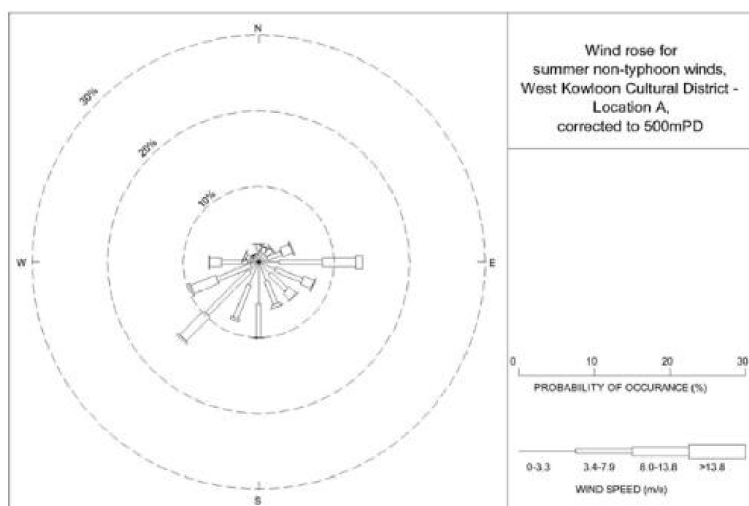 N
30%
20%
10%
W
E
S
Wind rose for
summer non-typhoon winds,
West Kowloon Cultural District -
Location A,
corrected to 500mPD
0 10 20 30
PROBABILITY OF OCCURANCE (%)
0-3.3 3.4-7.9 8.0-13.8 >13.8
WIND SPEED (m/s)